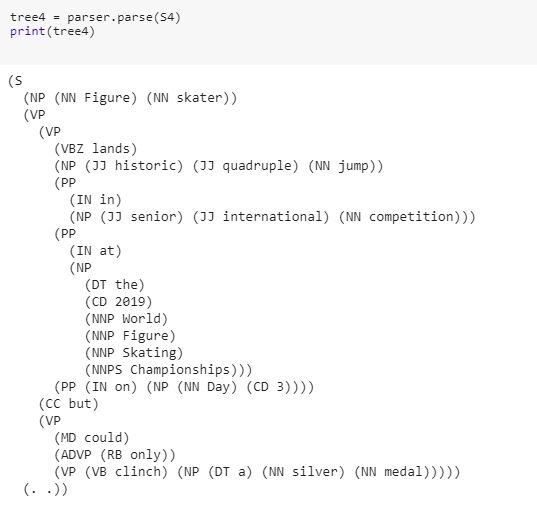 tree4 = parser.parse(S4)
print(tree4)
(S
  (NP (NN Figure) (NN skater))
  (VP
    (VP
      (VBZ lands)
      (NP (JJ historic) (JJ quadruple) (NN jump))
      (PP
        (IN in)
        (NP (JJ senior) (JJ international) (NN competition)))
      (PP
        (IN at)
        (NP
          (DT the)
          (CD 2019)
          (NNP World)
          (NNP Figure)
          (NNP Skating)
          (NNPS Championships)))
      (PP (IN on) (NP (NN Day) (CD 3))))
    (CC but)
    (VP
      (MD could)
      (ADVP (RB only))
      (VP (VB clinch) (NP (DT a) (NN silver) (NN medal)))))
  (. .))